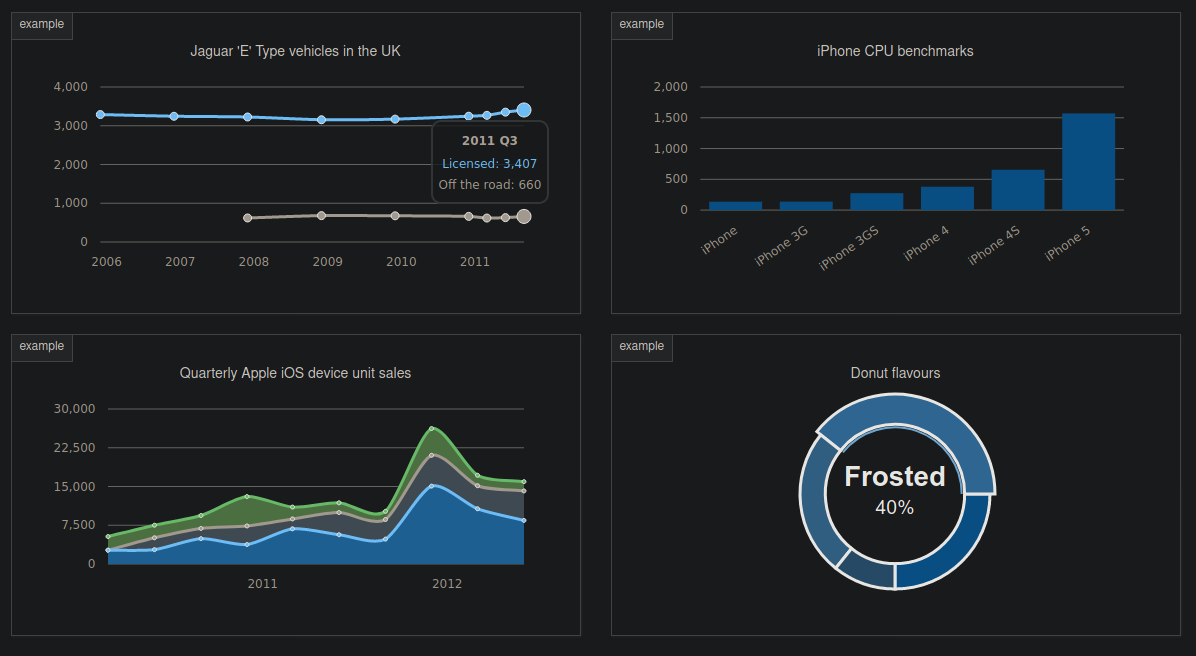 example
Jaguar 'E' Type vehicles in the UK
4,000
3,000
2,000
1,000
0
2006 2007 2008 2009 2010 2011
2011 Q3
Licensed: 3,407
Off the road: 660
example
iPhone CPU benchmarks
2,000
1,500
1,000
500
0
iPhone iPhone 3G iPhone 3GS iPhone 4 iPhone 4S iPhone 5
example
Quarterly Apple iOS device unit sales
30,000
22,500
15,000
7,500
0
2011 2012
example
Donut flavours
Frosted
40%